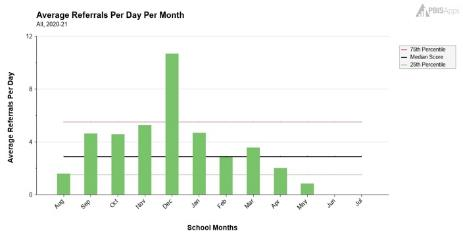 Average Referrals Per Day Per Month
All, 2020-21
PBISApps
12
8
4
0
Average Referrals Per Day
Aug Sep Oct Nov Dec Jan Feb Mar Apr May Jun Jul
School Months
75th Percentile
Median Score
25th Percentile